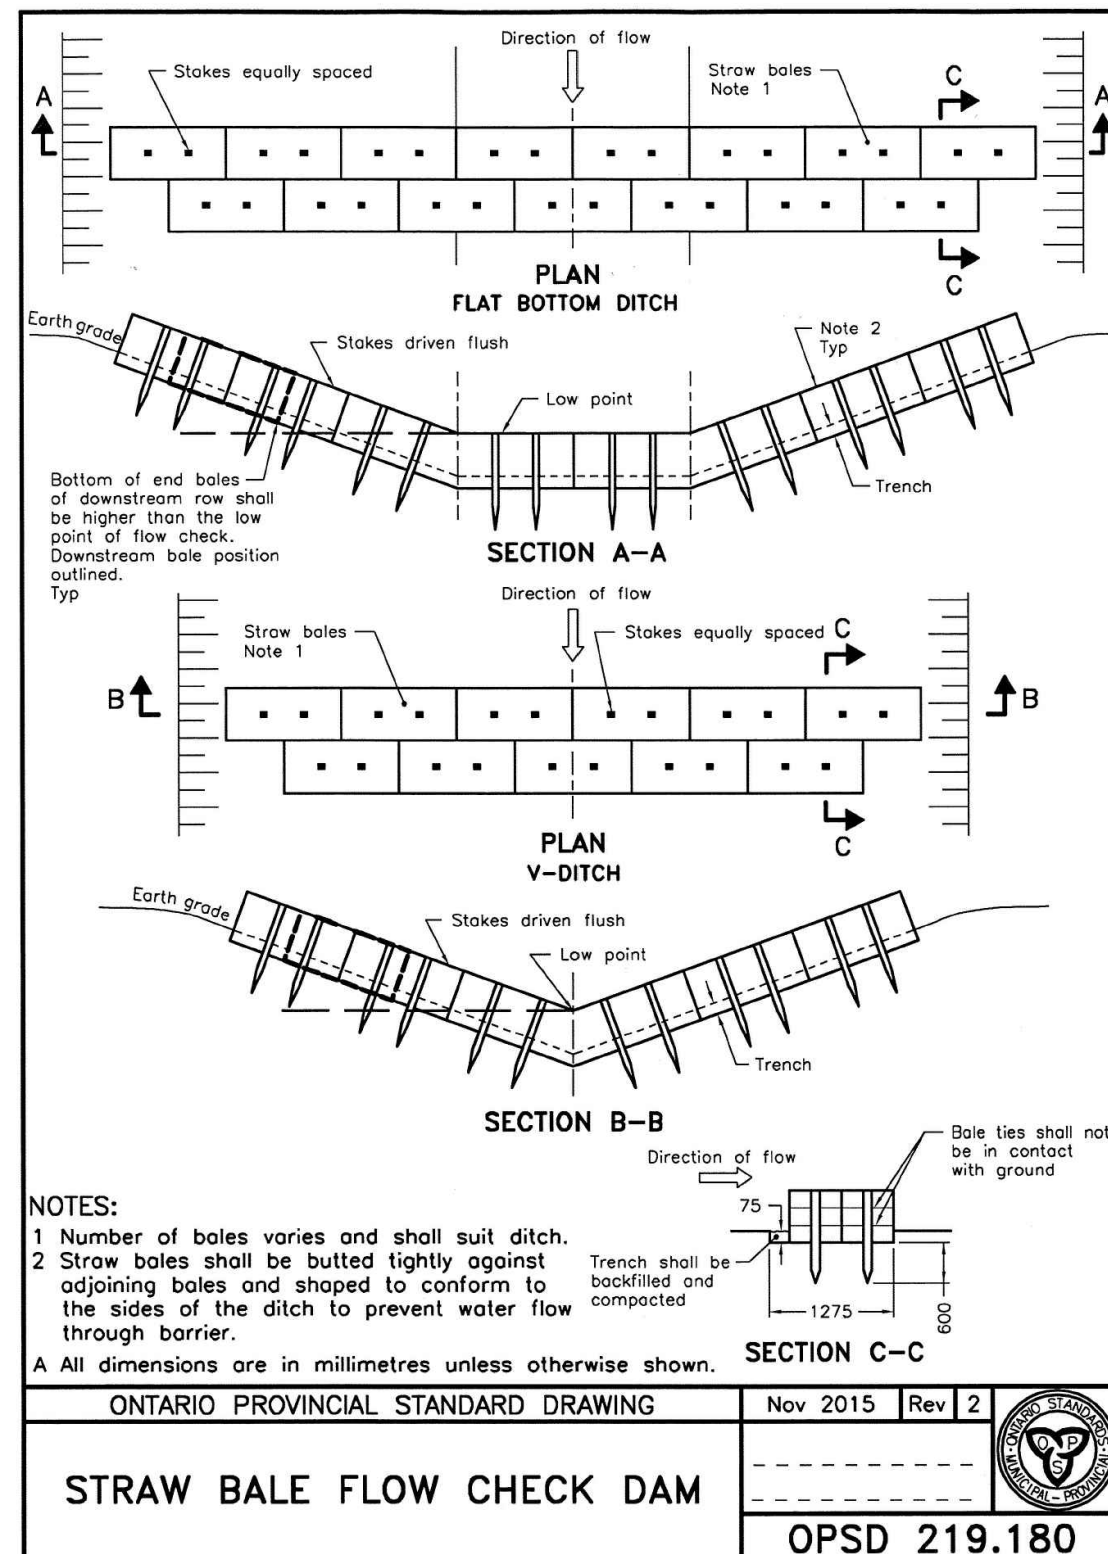 Direction of flow
Stakes equally spaced
Straw bales
Note 1
C
A
A
C
PLAN
FLAT BOTTOM DITCH
Earth grade
Stakes driven flush
Note 2
Typ
Low point
Bottom of end bales
of downstream row shall
be higher than the low
point of flow check.
Downstream bale position
outlined.
Typ
Trench
SECTION A-A
Direction of flow
Straw bales
Note 1
Stakes equally spaced
C
B
B
C
PLAN
V-DITCH
Earth grade
Stakes driven flush
Low point
Trench
SECTION B-B
Direction of flow
Bale ties shall not
be in contact
with ground
75
Trench shall be
backfilled and
compacted
1275
600
SECTION C-C
NOTES:
1 Number of bales varies and shall suit ditch.
2 Straw bales shall be butted tightly against
adjoining bales and shaped to conform to
the sides of the ditch to prevent water flow
through barrier.
A All dimensions are in millimetres unless otherwise shown.
ONTARIO PROVINCIAL STANDARD DRAWING
Nov 2015 Rev 2
STRAW BALE FLOW CHECK DAM
ONTARIO STANDARDS
MUNICIPAL - PROVINCIAL
O P
S
OPSD 219.180